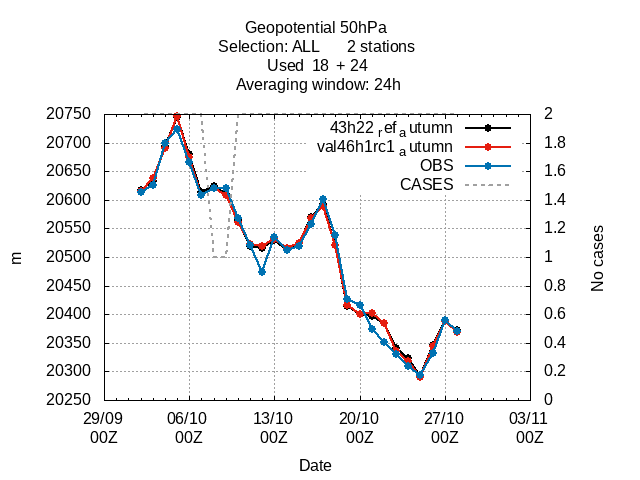 Geopotential 50hPa
Selection: ALL 2 stations
Used 18 + 24
Averaging window: 24h
43h22 ref autumn
val46h1rc1 autumn
OBS
CASES
20750
20700
20650
20600
20550
20500
20450
20400
20350
20300
20250
2
1.8
1.6
1.4
1.2
1
0.8
0.6
0.4
0.2
0
m
No cases
29/09 06/10 13/10 20/10 27/10 03/11
00Z 00Z 00Z 00Z 00Z 00Z
Date